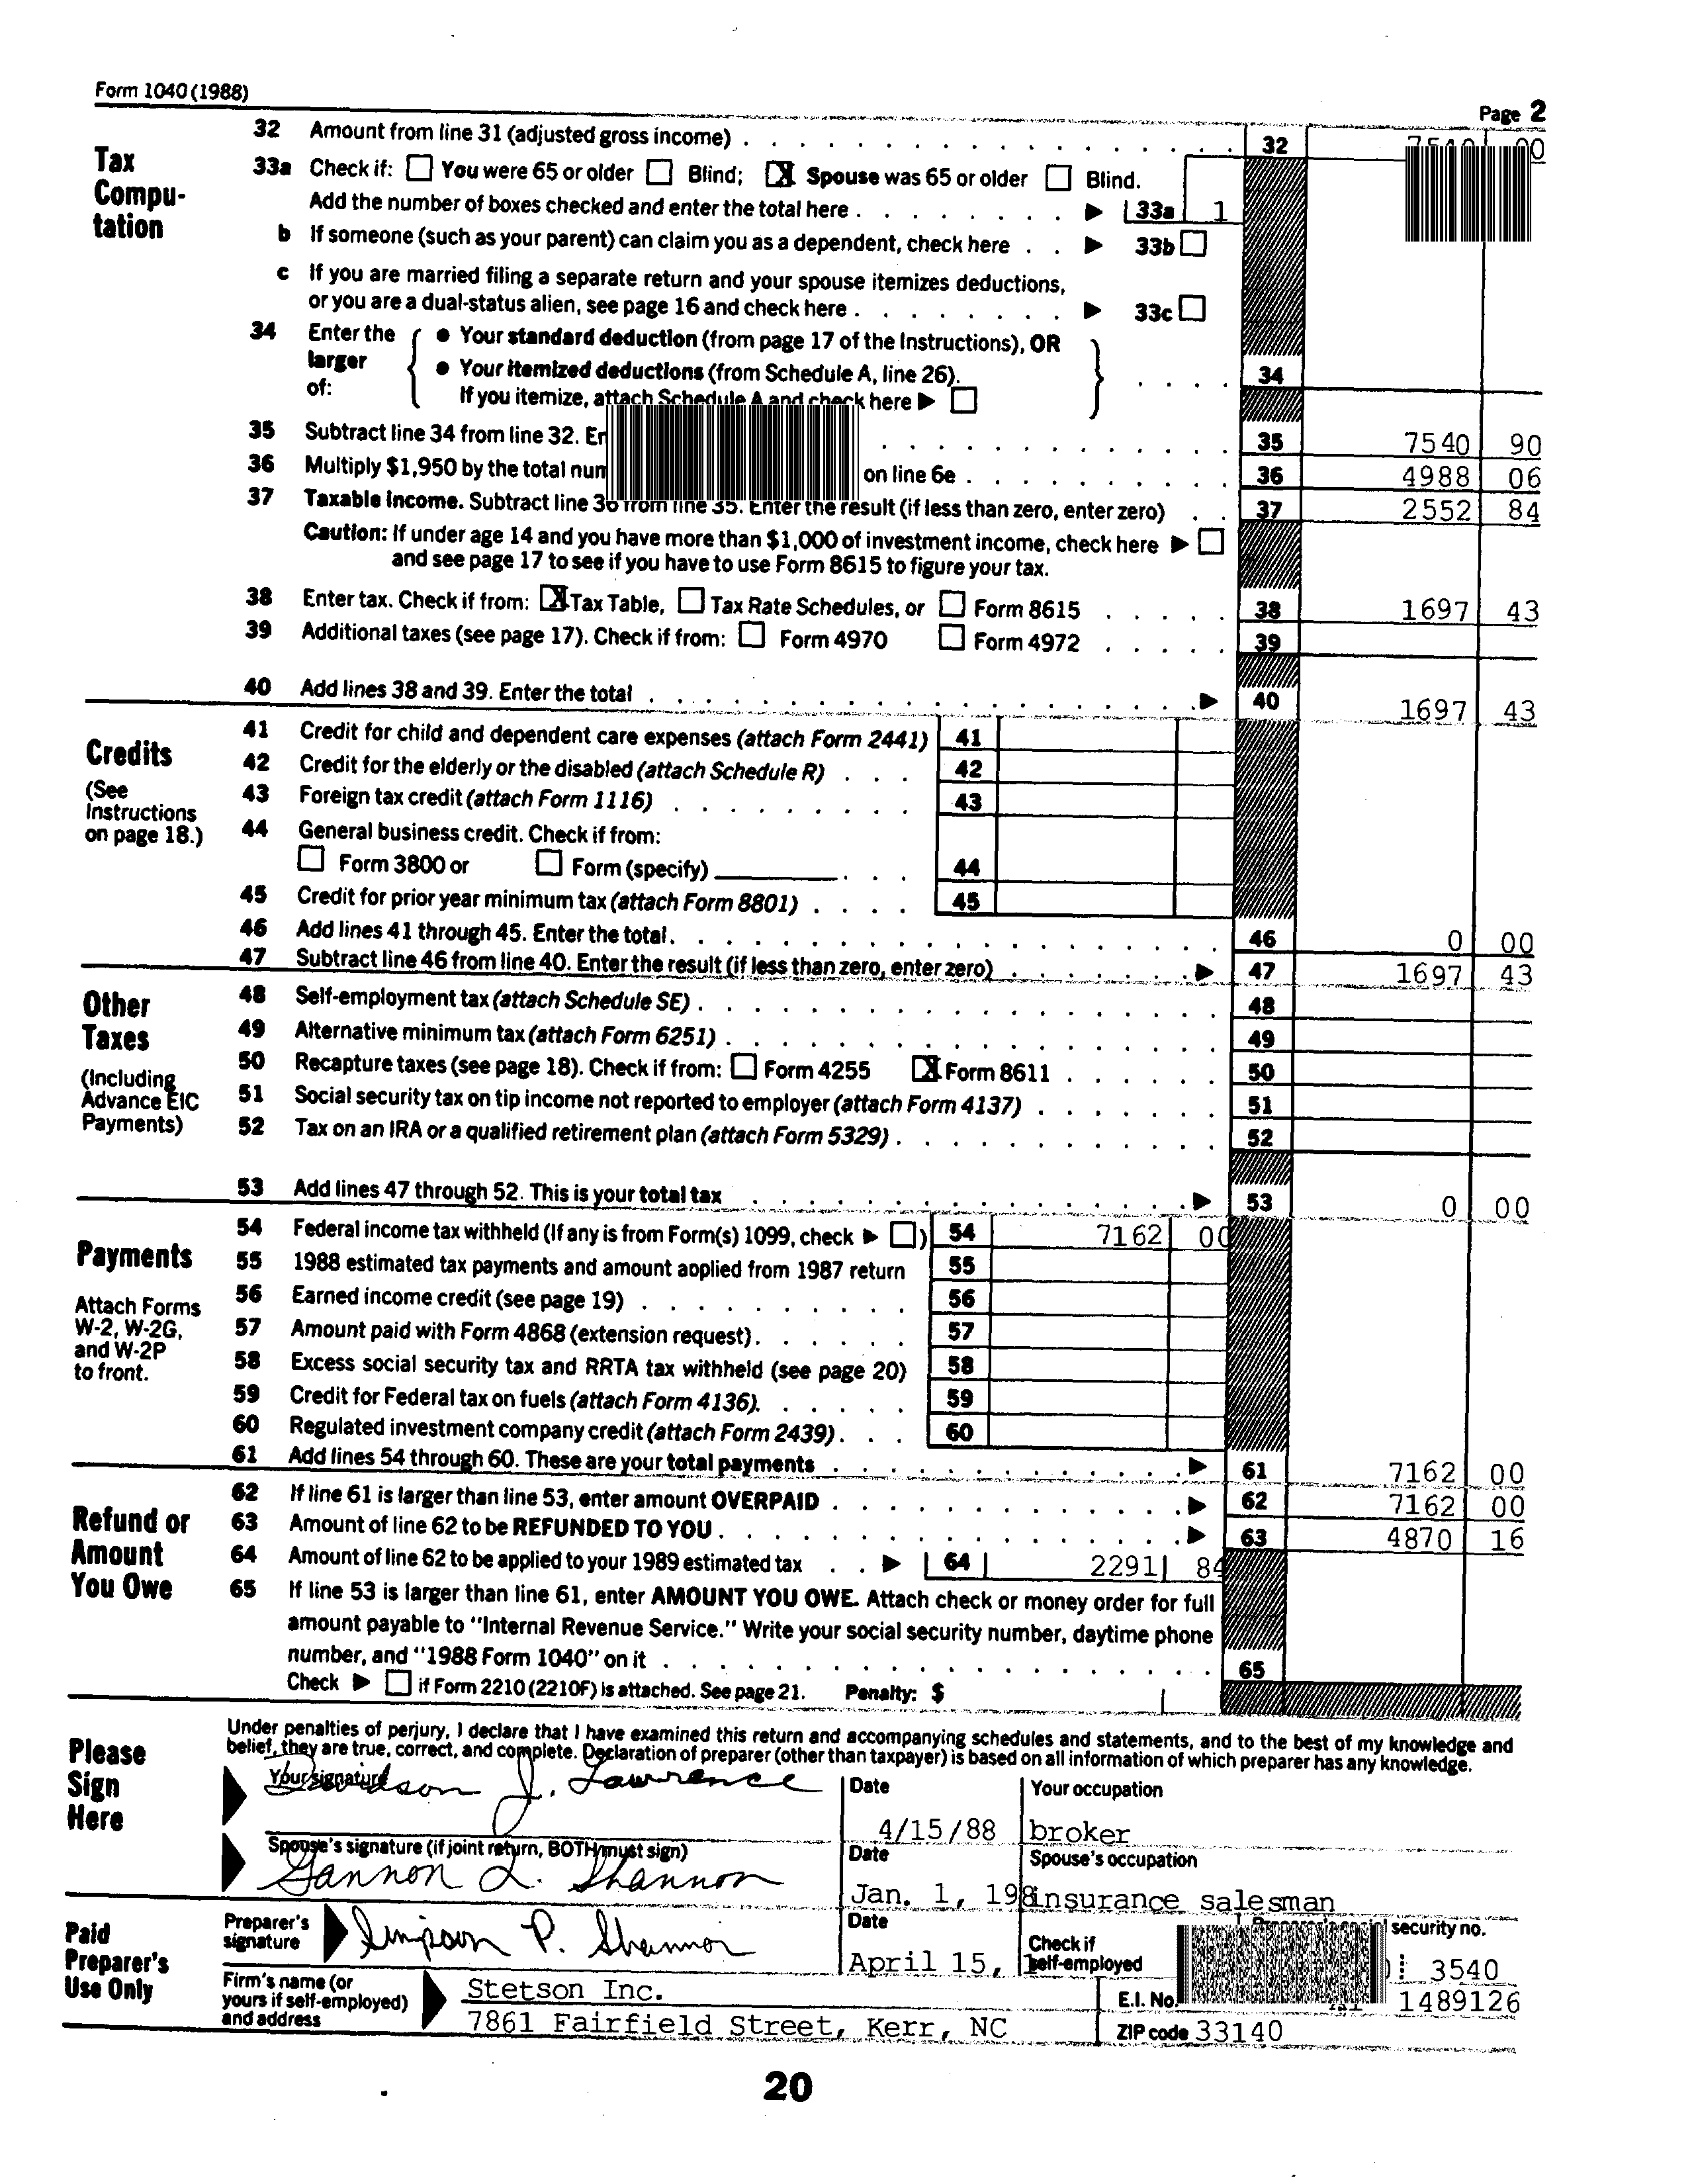 Form 1040 (1988)
Page 2
Tax Compu-tation
32 Amount from line 31 (adjusted gross income) 32
33a Check if: You were 65 or older Blind; X Spouse was 65 or older Blind.
Add the number of boxes checked and enter the total here 33a 1
b If someone (such as your parent) can claim you as a dependent, check here 33b
c If you are married filing a separate return and your spouse itemizes deductions,
or you are a dual-status alien, see page 16 and check here 33c
34 Enter the larger of:
• Your standard deduction (from page 17 of the Instructions), OR
• Your itemized deductions (from Schedule A, line 26).
If you itemize, attach Schedule A and check here 34
35 Subtract line 34 from line 32. 35 7540 90
36 Multiply $1,950 by the total on line 6e 36 4988 06
37 Taxable income. Subtract line 36 from line 35. Enter the result (if less than zero, enter zero) 37 2552 84
Caution: If under age 14 and you have more than $1,000 of investment income, check here
and see page 17 to see if you have to use Form 8615 to figure your tax.
38 Enter tax. Check if from: X Tax Table, Tax Rate Schedules, or Form 8615 38 1697 43
39 Additional taxes (see page 17). Check if from: Form 4970 Form 4972 39
40 Add lines 38 and 39. Enter the total 40 1697 43
Credits
(See Instructions on page 18.)
41 Credit for child and dependent care expenses (attach Form 2441) 41
42 Credit for the elderly or the disabled (attach Schedule R) 42
43 Foreign tax credit (attach Form 1116) 43
44 General business credit. Check if from:
Form 3800 or Form (specify) 44
45 Credit for prior year minimum tax (attach Form 8801) 45
46 Add lines 41 through 45. Enter the total. 46 0 00
47 Subtract line 46 from line 40. Enter the result (if less than zero, enter zero) 47 1697 43
Other Taxes
(Including Advance EIC Payments)
48 Self-employment tax (attach Schedule SE) 48
49 Alternative minimum tax (attach Form 6251) 49
50 Recapture taxes (see page 18). Check if from: Form 4255 X Form 8611 50
51 Social security tax on tip income not reported to employer (attach Form 4137) 51
52 Tax on an IRA or a qualified retirement plan (attach Form 5329) 52
53 Add lines 47 through 52. This is your total tax 53 0 00
Payments
Attach Forms W-2, W-2G, and W-2P to front.
54 Federal income tax withheld (If any is from Form(s) 1099, check ) 54 7162 00
55 1988 estimated tax payments and amount applied from 1987 return 55
56 Earned income credit (see page 19) 56
57 Amount paid with Form 4868 (extension request) 57
58 Excess social security tax and RRTA tax withheld (see page 20) 58
59 Credit for Federal tax on fuels (attach Form 4136). 59
60 Regulated investment company credit (attach Form 2439) 60
61 Add lines 54 through 60. These are your total payments 61 7162 00
Refund or Amount You Owe
62 If line 61 is larger than line 53, enter amount OVERPAID 62 7162 00
63 Amount of line 62 to be REFUNDED TO YOU 63 4870 16
64 Amount of line 62 to be applied to your 1989 estimated tax 64 2291 84
65 If line 53 is larger than line 61, enter AMOUNT YOU OWE. Attach check or money order for full
amount payable to "Internal Revenue Service." Write your social security number, daytime phone
number, and "1988 Form 1040" on it 65
Check if Form 2210 (2210F) is attached. See page 21. Penalty: $
Please Sign Here
Under penalties of perjury, I declare that I have examined this return and accompanying schedules and statements, and to the best of my knowledge and
belief, they are true, correct, and complete. Declaration of preparer (other than taxpayer) is based on all information of which preparer has any knowledge.
Your signature Davidson J. Lawrence Date 4/15/88 Your occupation broker
Spouse's signature (if joint return, BOTH must sign) Gannon L. Shannon Date Jan. 1, 198 Spouse's occupation insurance salesman
Paid Preparer's Use Only
Preparer's signature Simpson P. Shannon Date April 15, 1 Check if self-employed security no. 3540
Firm's name (or yours if self-employed) and address Stetson Inc. E.I. No. 1489126
7861 Fairfield Street, Kerr, NC ZIP code 33140
20